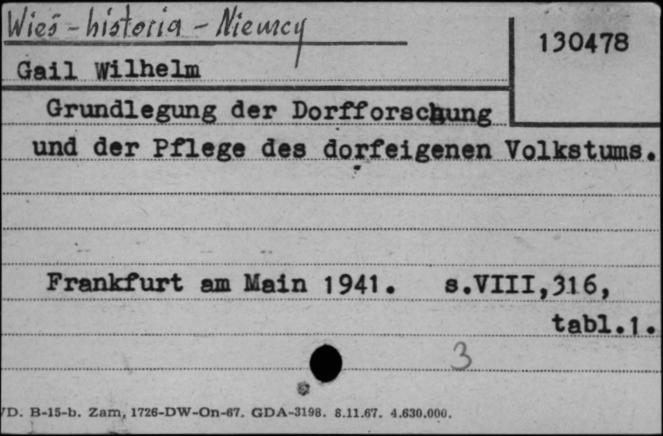 Wieś - historia - Niemcy
130478
Gail Wilhelm
Grundlegung der Dorfforschung
und der Pflege des dorfeigenen Volkstums.
Frankfurt am Main 1941. s.VIII,316,
tabl.1.
3
/D. B-15-b. Zam. 1726-DW-On-67. GDA-3198. 8.11.67. 4.630.000.